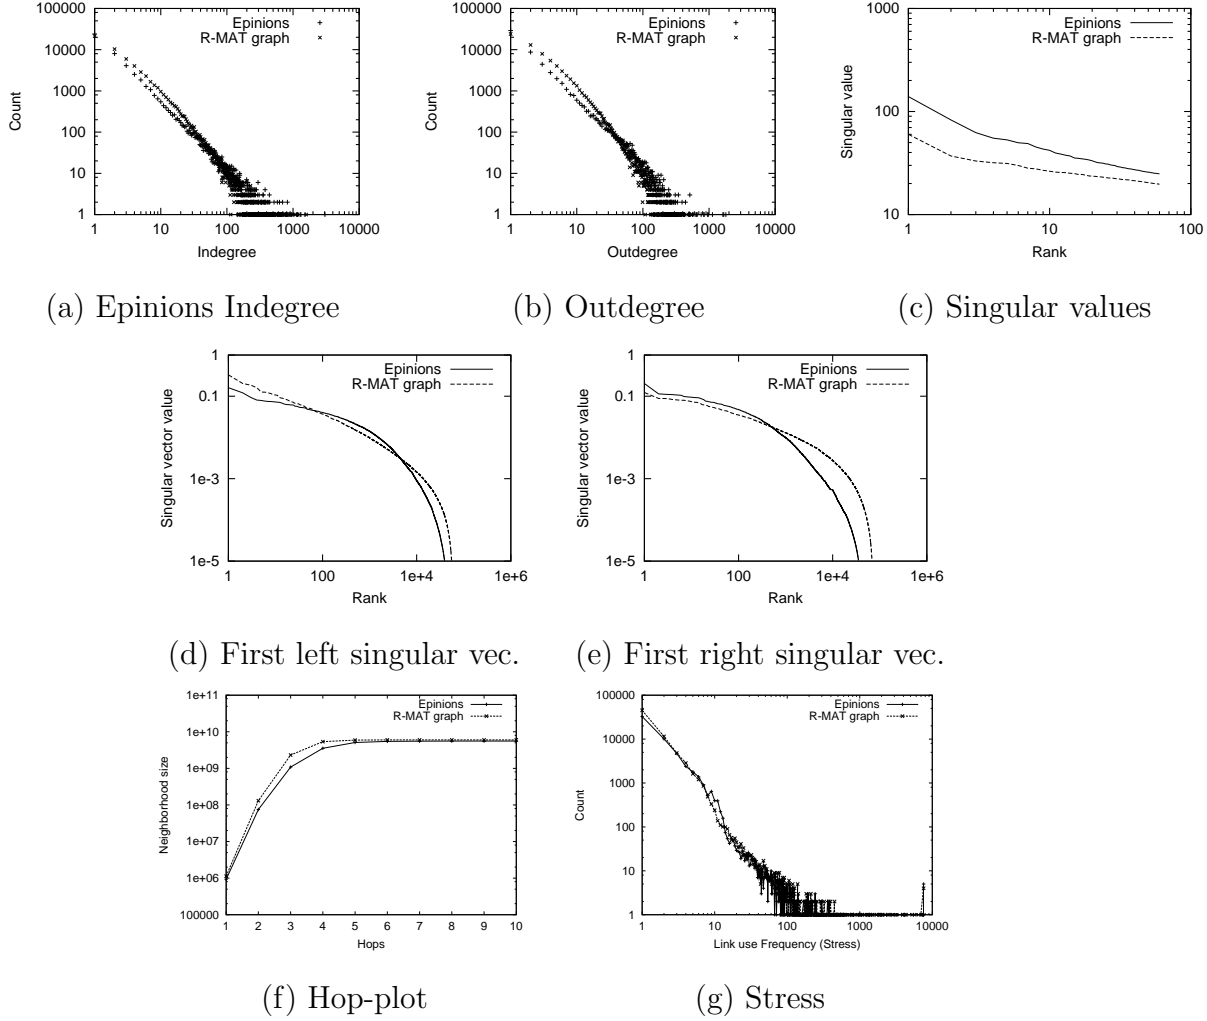 100000
10000
1000
100
10
1
1
10
100
1000
10000
Count
Indegree
Epinions
R-MAT graph
(a) Epinions Indegree
100000
10000
1000
100
10
1
1
10
100
1000
10000
Count
Outdegree
Epinions
R-MAT graph
(b) Outdegree
1000
100
10
1
10
100
Singular value
Rank
Epinions
R-MAT graph
(c) Singular values
1
0.1
1e-3
1e-5
1
100
1e+4
1e+6
Singular vector value
Rank
Epinions
R-MAT graph
(d) First left singular vec.
1
0.1
1e-3
1e-5
1
100
1e+4
1e+6
Singular vector value
Rank
Epinions
R-MAT graph
(e) First right singular vec.
1e+11
1e+10
1e+09
1e+08
1e+07
1e+06
100000
1 2 3 4 5 6 7 8 9 10
Neighborhood size
Hops
Epinions
R-MAT graph
(f) Hop-plot
100000
10000
1000
100
10
1
1
10
100
1000
10000
Count
Link use Frequency (Stress)
Epinions
R-MAT graph
(g) Stress